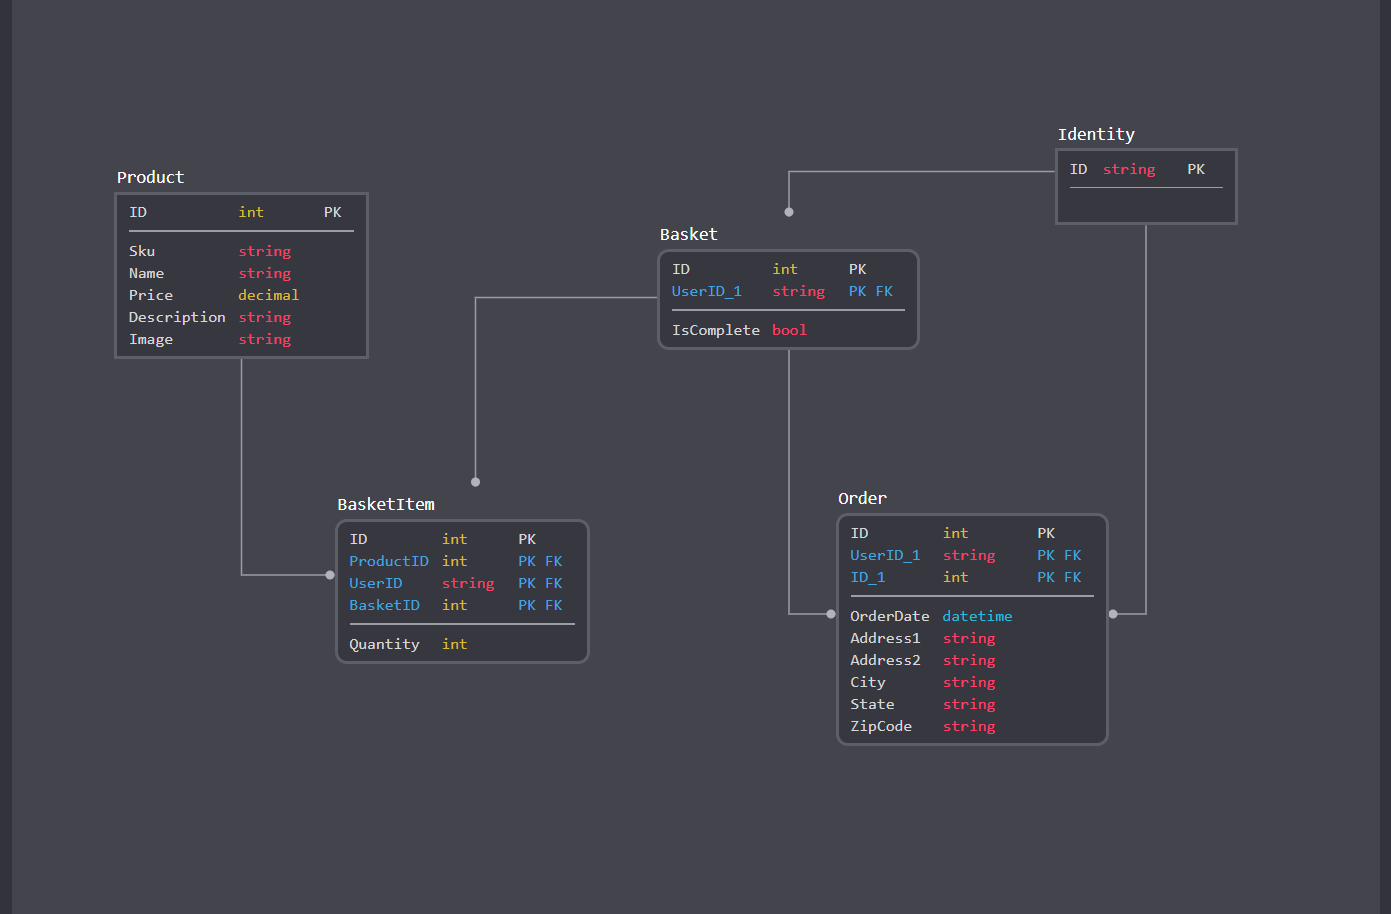 Product
ID int PK
Sku string
Name string
Price decimal
Description string
Image string
Identity
ID string PK
Basket
ID int PK
UserID_1 string PK FK
IsComplete bool
BasketItem
ID int PK
ProductID int PK FK
UserID string PK FK
BasketID int PK FK
Quantity int
Order
ID int PK
UserID_1 string PK FK
ID_1 int PK FK
OrderDate datetime
Address1 string
Address2 string
City string
State string
ZipCode string